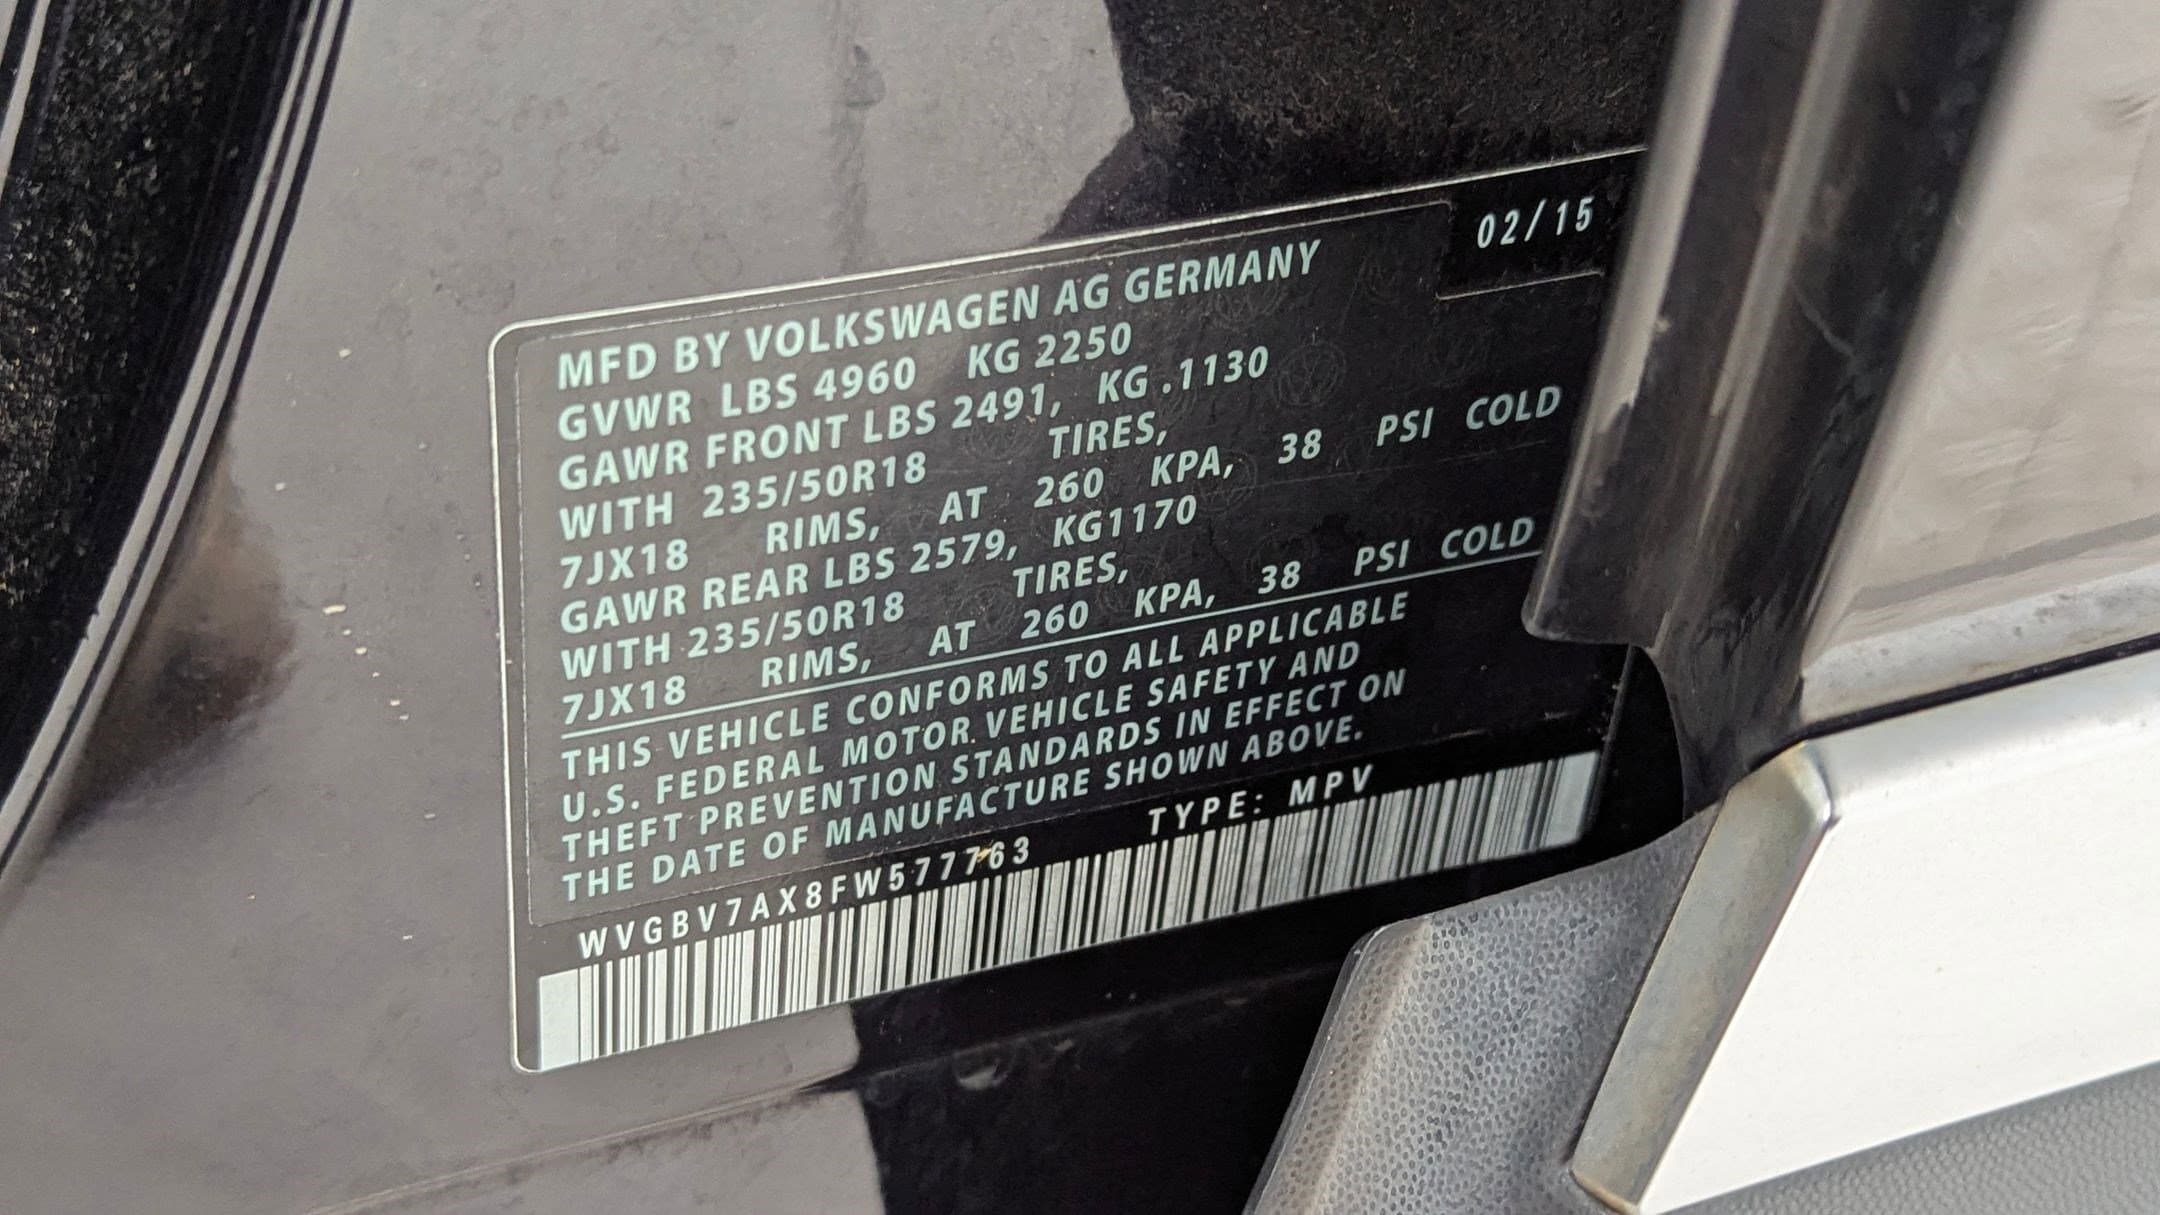 02/15
MFD BY VOLKSWAGEN AG GERMANY
GVWR LBS 4960 KG 2250
GAWR FRONT LBS 2491, KG .1130
WITH 235/50R18 TIRES,
7JX18 RIMS, AT 260 KPA, 38 PSI COLD
GAWR REAR LBS 2579, KG1170
WITH 235/50R18 TIRES,
7JX18 RIMS, AT 260 KPA, 38 PSI COLD
THIS VEHICLE CONFORMS TO ALL APPLICABLE
U.S. FEDERAL MOTOR VEHICLE SAFETY AND
THEFT PREVENTION STANDARDS IN EFFECT ON
THE DATE OF MANUFACTURE SHOWN ABOVE.
WVGBV7AX8FW577763 TYPE: MPV